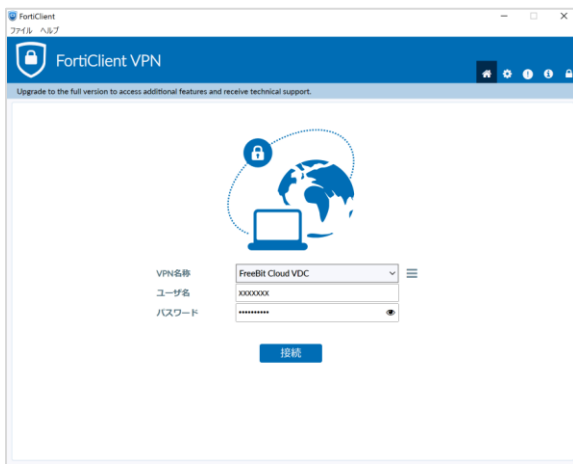 FortiClient
ファイル ヘルプ
FortiClient VPN
Upgrade to the full version to access additional features and receive technical support.
VPN名称 FreeBit Cloud VDC
ユーザ名 xxxxxxx
パスワード ••••••••••
接続